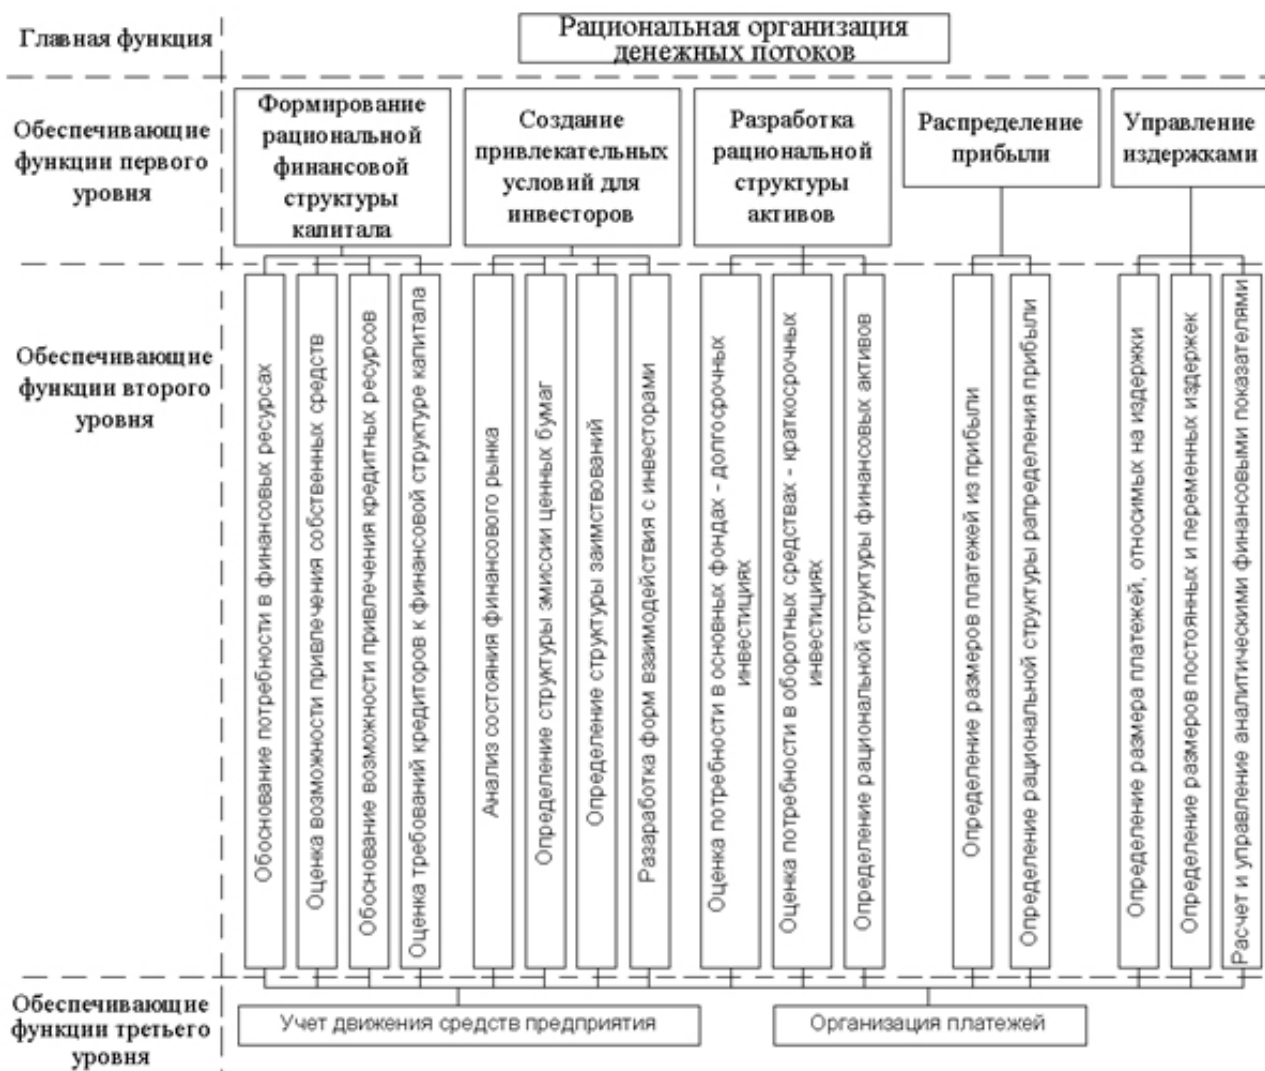 Главная функция
Рациональная организация
денежных потоков
Обеспечивающие
функции первого
уровня
Формирование
рациональной
финансовой
структуры
капитала
Создание
привлекательных
условий для
инвесторов
Разработка
рациональной
структуры
активов
Распределение
прибыли
Управление
издержками
Обеспечивающие
функции второго
уровня
Обоснование потребности в финансовых ресурсах
Оценка возможности привлечения собственных средств
Обоснование возможности привлечения кредитных ресурсов
Оценка требований кредиторов к финансовой структуре капитала
Анализ состояния финансового рынка
Определение структуры эмиссии ценных бумаг
Определение структуры заимствований
Разаработка форм взаимодействия с инвесторами
Оценка потребности в основных фондах - долгосрочных
инвестициях
Оценка потребности в оборотных средствах - краткосрочных
инвестициях
Определение рациональной структуры финансовых активов
Определение размеров платежей из прибыли
Определение рациональной структуры рапределения прибыли
Определение размера платежей, относимых на издержки
Определение размеров постоянных и переменных издержек
Расчет и управление аналитическими финансовыми показателями
Обеспечивающие
функции третьего
уровня
Учет движения средств предприятия
Организация платежей